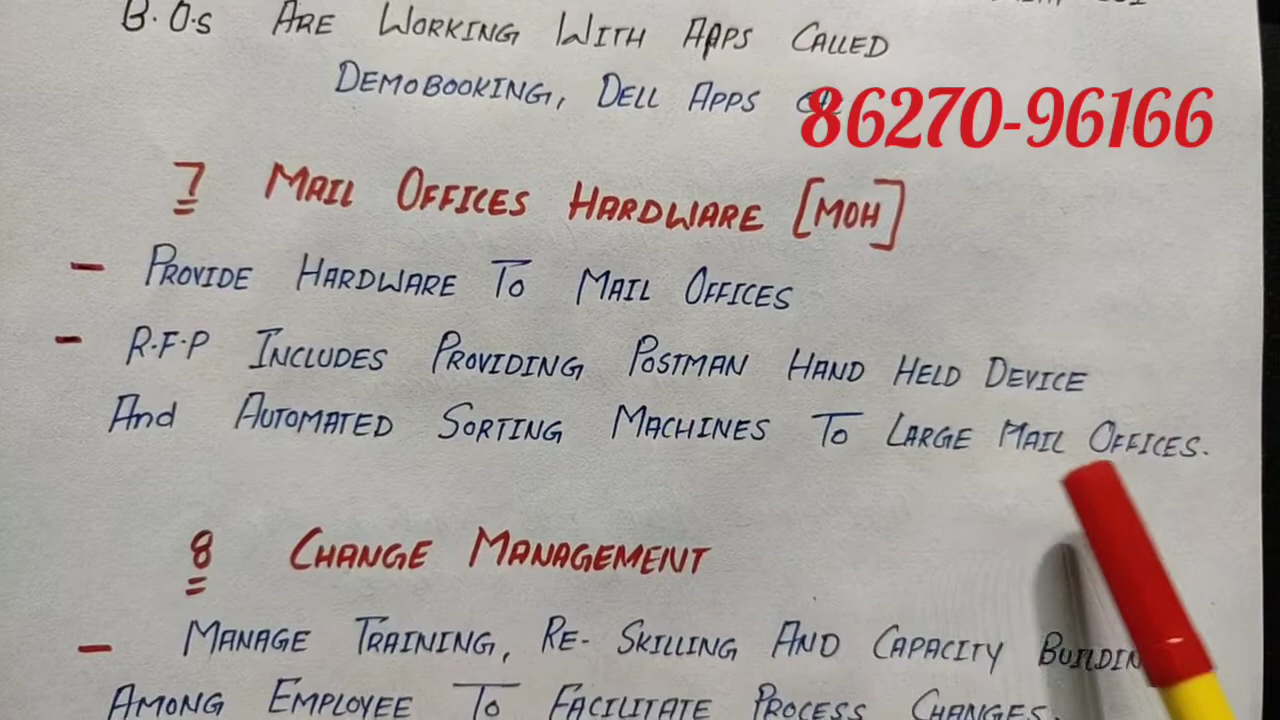 B.O.s ARE WORKING WITH APPS CALLED
DEMOBOOKING, DELL APPS
86270-96166
7 MAIL OFFICES HARDWARE [MOH]
- PROVIDE HARDWARE TO MAIL OFFICES
- R.F.P INCLUDES PROVIDING POSTMAN HAND HELD DEVICE
And AUTOMATED SORTING MACHINES TO LARGE MAIL OFFICES.
8 CHANGE MANAGEMENT
- MANAGE TRAINING, RE-SKILLING AND CAPACITY BUILDIN
AMONG EMPLOYEE TO FACILITATE PROCESS CHANGES.